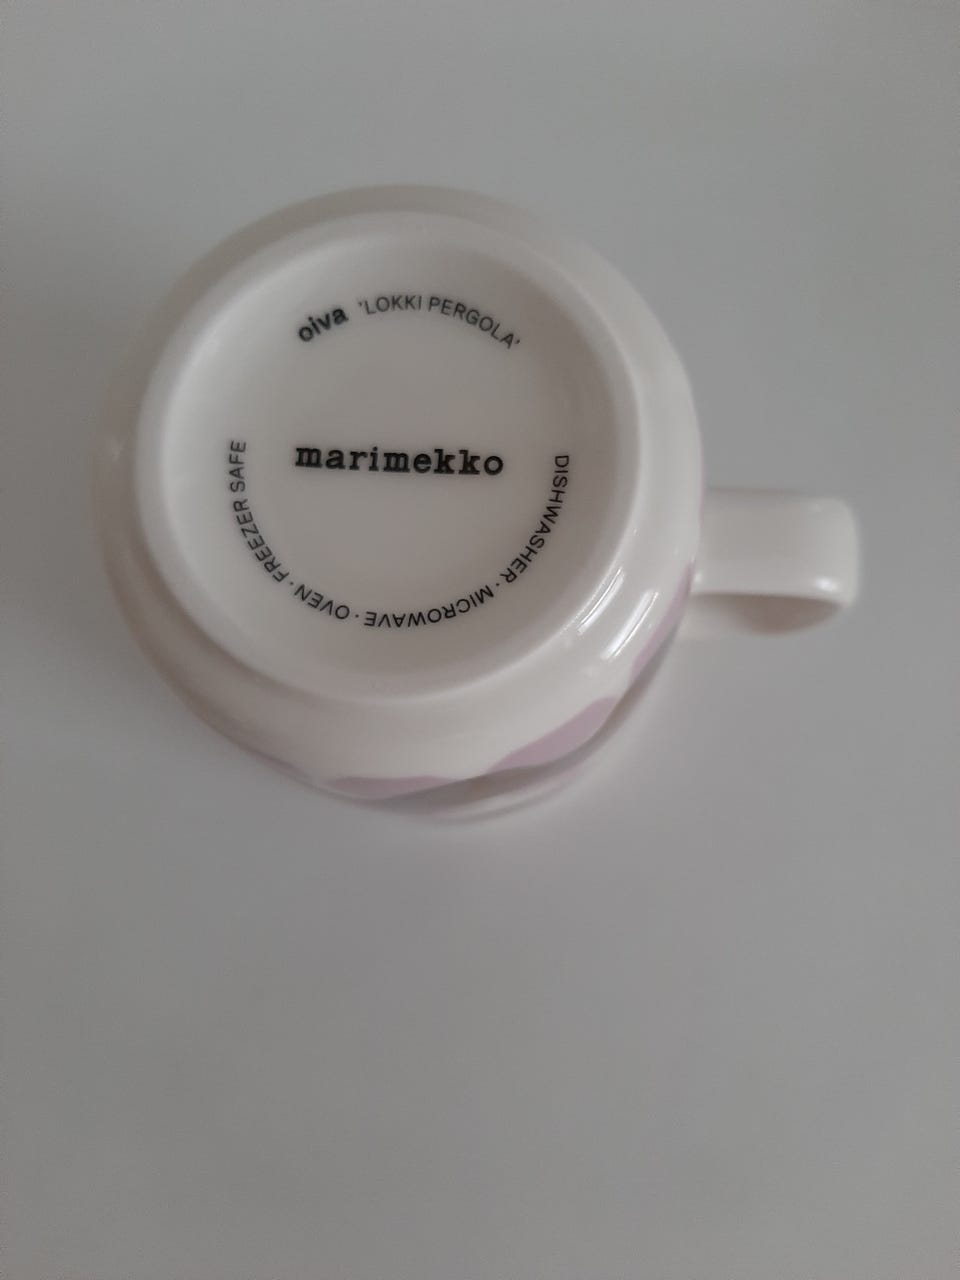 oiva 'LOKKI PERGOLA'
marimekko
DISHWASHER · MICROWAVE · OVEN · FREEZER SAFE